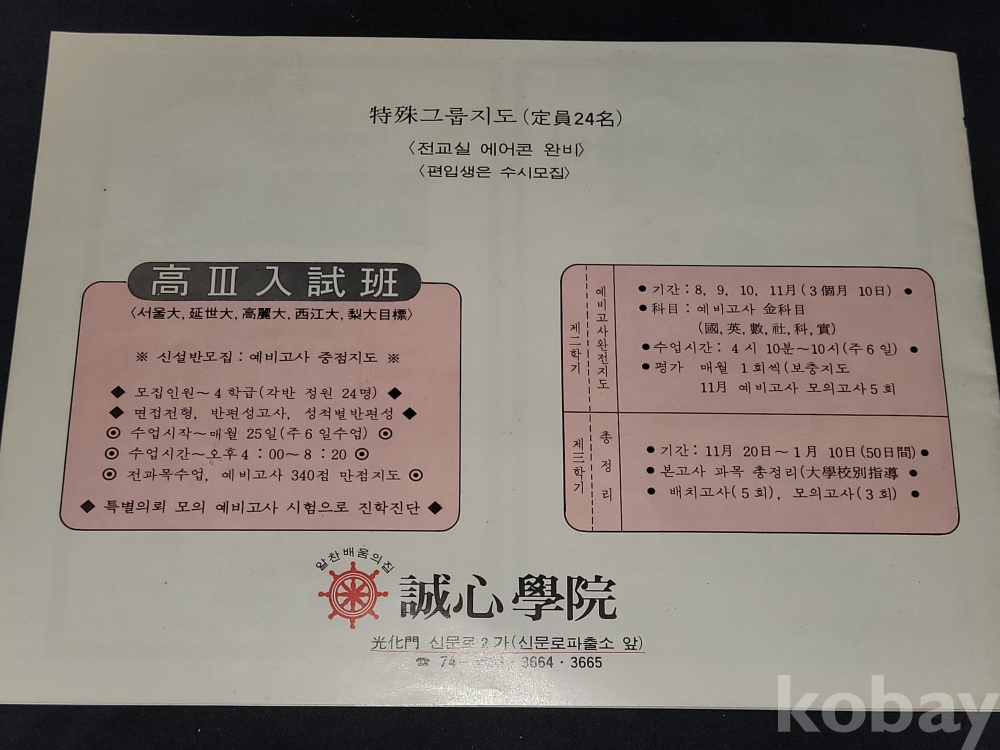 特殊그룹지도(定員24名)
〈전교실 에어콘 완비〉
〈편입생은 수시모집〉
高Ⅲ入試班
〈서울大, 延世大, 高麗大, 西江大, 梨大目標〉
※ 신설반모집: 예비고사 중점지도 ※
◆ 모집인원~4학급(각반 정원 24명) ◆
◆ 면접전형, 반편성고사, 성적별반편성 ◆
◉ 수업시작~매월 25일(주6일수업) ◉
◉ 수업시간~오후4:00~8:20 ◉
◉ 전과목수업, 예비고사 340점 만점지도 ◉
◆ 특별의뢰 모의 예비고사 시험으로 진학진단 ◆
제二학기
예비고사완전지도
● 기간: 8, 9, 10, 11月(3個月 10日) ●
● 科目: 예비고사 全科目
(國, 英, 數, 社, 科, 實)
● 수업시간: 4시 10분~10시(주6일) ●
● 평가 매월 1회씩(보충지도
11月 예비고사 모의고사5회
제三학기
총정리
● 기간: 11月 20日~1月 10日(50日間) ●
● 본고사 과목 총정리(大學校別指導 ●
● 배치고사(5회), 모의고사(3회) ●
알찬배움의집
誠心學院
光化門 신문로2가(신문로파출소 앞)
☎ 74- · 3664 · 3665
kobay